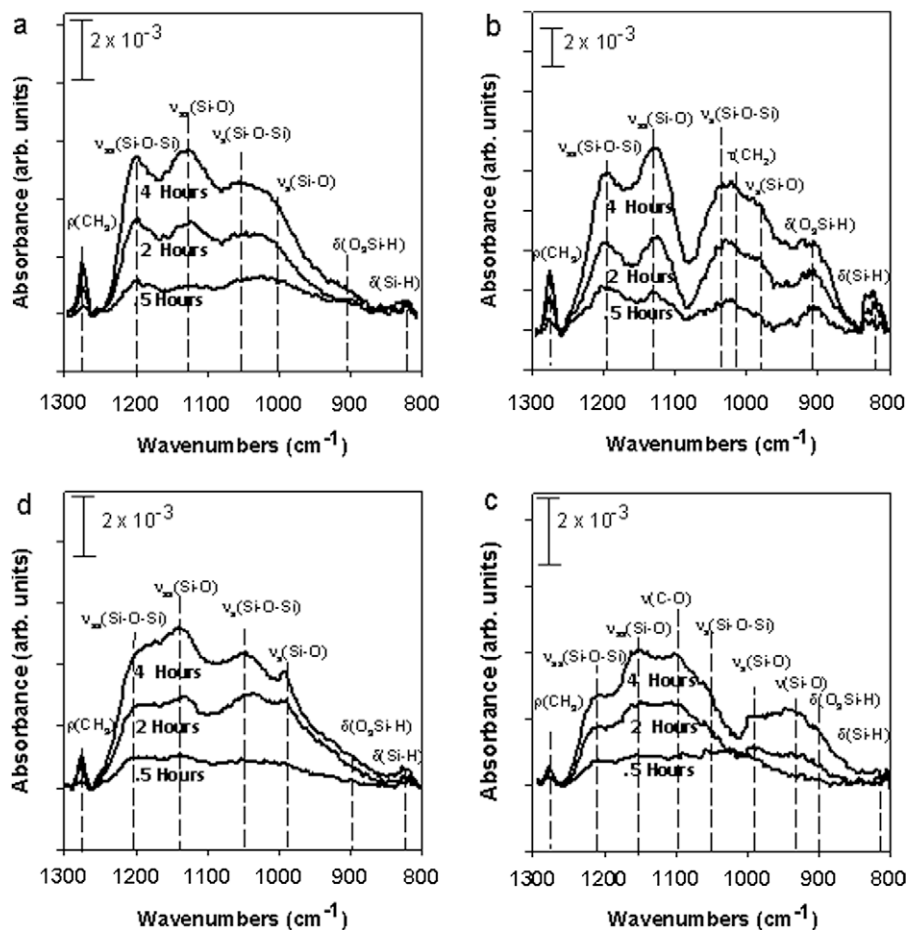 a
2 x 10⁻³
Absorbance (arb. units)
νas(Si-O)
νas(Si-O-Si)
νs(Si-O-Si)
νs(Si-O)
ρ(CH₂)
δ(O₃Si-H)
δ(Si-H)
4 Hours
2 Hours
.5 Hours
1300 1200 1100 1000 900 800
Wavenumbers (cm⁻¹)
b
2 x 10⁻³
Absorbance (arb. units)
νas(Si-O)
νs(Si-O-Si)
νas(Si-O-Si)
τ(CH₂)
νs(Si-O)
δ(O₃Si-H)
ρ(CH₂)
δ(Si-H)
4 Hours
2 Hours
.5 Hours
1300 1200 1100 1000 900 800
Wavenumbers (cm⁻¹)
d
2 x 10⁻³
Absorbance (arb. units)
νas(Si-O)
νas(Si-O-Si)
νs(Si-O-Si)
νs(Si-O)
ρ(CH₂)
δ(O₃Si-H)
δ(Si-H)
4 Hours
2 Hours
.5 Hours
1300 1200 1100 1000 900 800
Wavenumbers (cm⁻¹)
c
2 x 10⁻³
Absorbance (arb. units)
ν(C-O)
νas(Si-O)
νs(Si-O-Si)
νas(Si-O-Si)
νs(Si-O)
ν(Si-O)
ρ(CH₂)
δ(O₃Si-H)
δ(Si-H)
4 Hours
2 Hours
.5 Hours
1300 1200 1100 1000 900 800
Wavenumbers (cm⁻¹)